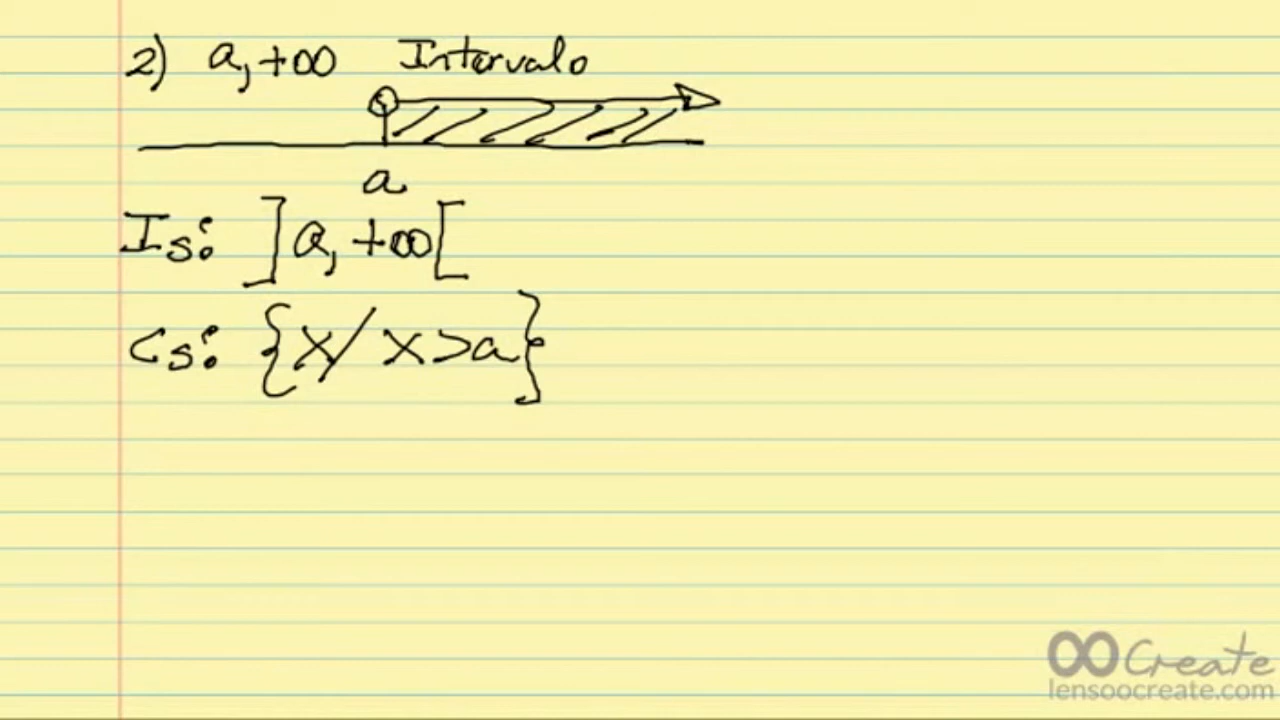 2) a, +∞ Intervalo
a
Is: ]a, +∞[
Cs: {x/ x>a}
∞ Create
lensoocreate.com